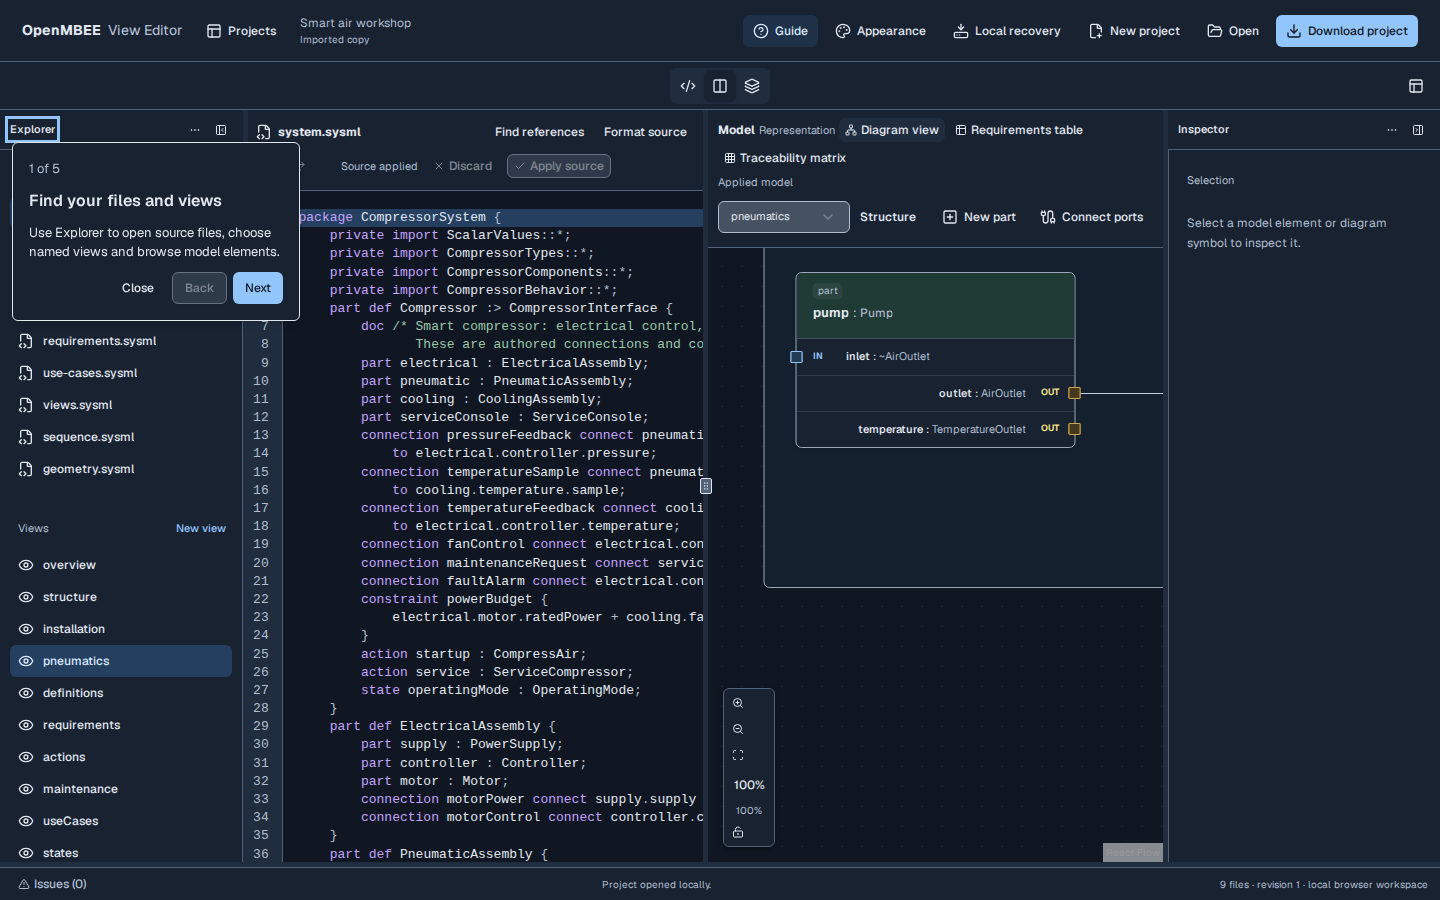 OpenMBEE View Editor
Projects
Smart air workshop
Imported copy
Guide
Appearance
Local recovery
New project
Open
Download project
Explorer
1 of 5
Find your files and views
Use Explorer to open source files, choose
named views and browse model elements.
Close
Back
Next
requirements.sysml
use-cases.sysml
views.sysml
sequence.sysml
geometry.sysml
Views
New view
overview
structure
installation
pneumatics
definitions
requirements
actions
maintenance
useCases
states
system.sysml
Find references
Format source
Source applied
Discard
Apply source
package CompressorSystem {
private import ScalarValues::*;
private import CompressorTypes::*;
private import CompressorComponents::*;
private import CompressorBehavior::*;
part def Compressor :> CompressorInterface {
7 doc /* Smart compressor: electrical control,
8 These are authored connections and co
9 part electrical : ElectricalAssembly;
10 part pneumatic : PneumaticAssembly;
11 part cooling : CoolingAssembly;
12 part serviceConsole : ServiceConsole;
13 connection pressureFeedback connect pneumati
14 to electrical.controller.pressure;
15 connection temperatureSample connect pneumat
16 to cooling.temperature.sample;
17 connection temperatureFeedback connect cooli
18 to electrical.controller.temperature;
19 connection fanControl connect electrical.con
20 connection maintenanceRequest connect servic
21 connection faultAlarm connect electrical.con
22 constraint powerBudget {
23 electrical.motor.ratedPower + cooling.fa
24 }
25 action startup : CompressAir;
26 action service : ServiceCompressor;
27 state operatingMode : OperatingMode;
28 }
29 part def ElectricalAssembly {
30 part supply : PowerSupply;
31 part controller : Controller;
32 part motor : Motor;
33 connection motorPower connect supply.supply
34 connection motorControl connect controller.c
35 }
36 part def PneumaticAssembly {
Model Representation
Diagram view
Requirements table
Traceability matrix
Applied model
pneumatics
Structure
New part
Connect ports
part
pump : Pump
IN inlet : ~AirOutlet
outlet : AirOutlet OUT
temperature : TemperatureOutlet OUT
100%
100%
React Flow
Inspector
Selection
Select a model element or diagram
symbol to inspect it.
Issues (0)
Project opened locally.
9 files · revision 1 · local browser workspace